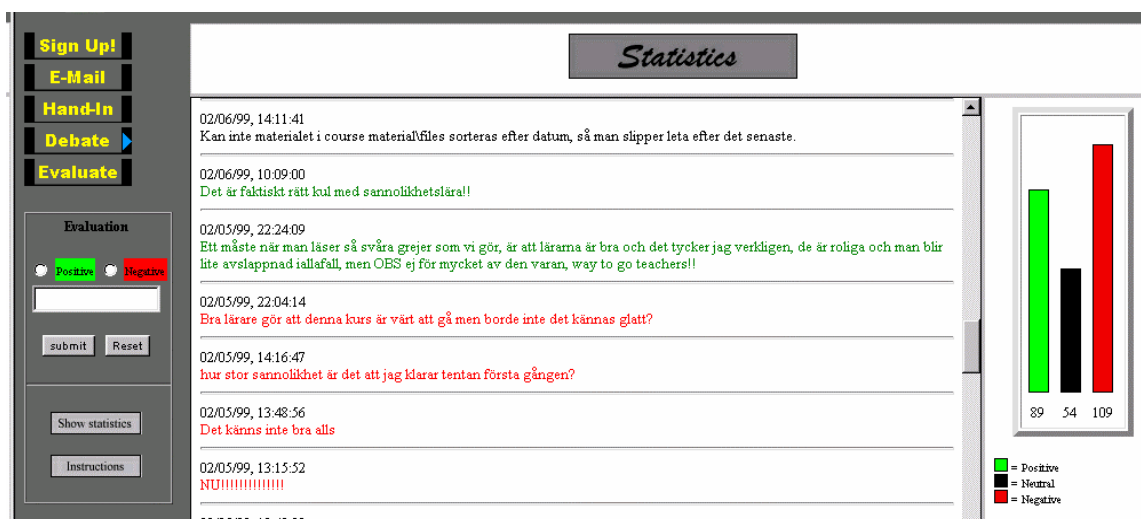 Sign Up!
E-Mail
Hand-In
Debate
Evaluate
Evaluation
Positive
Negative
submit
Reset
Show statistics
Instructions
Statistics
02/06/99, 14:11:41
Kan inte materialet i course material\files sorteras efter datum, så man slipper leta efter det senaste.
02/06/99, 10:09:00
Det är faktiskt rätt kul med sannolikhetslära!!
02/05/99, 22:24:09
Ett måste när man läser så svåra grejer som vi gör, är att lärarna är bra och det tycker jag verkligen, de är roliga och man blir
lite avslappnad iallafall, men OBS ej för mycket av den varan, way to go teachers!!
02/05/99, 22:04:14
Bra lärare gör att denna kurs är värt att gå men borde inte det kännas glatt?
02/05/99, 14:16:47
hur stor sannolikhet är det att jag klarar tentan första gången?
02/05/99, 13:48:56
Det känns inte bra alls
02/05/99, 13:15:52
NU!!!!!!!!!!!!!!
89 54 109
= Positive
= Neutral
= Negative